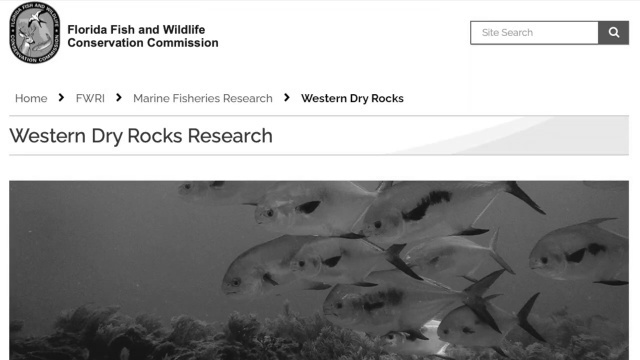 FLORIDA FISH AND WILDLIFE
CONSERVATION COMMISSION
Florida Fish and Wildlife
Conservation Commission
Site Search
Home > FWRI > Marine Fisheries Research > Western Dry Rocks
Western Dry Rocks Research